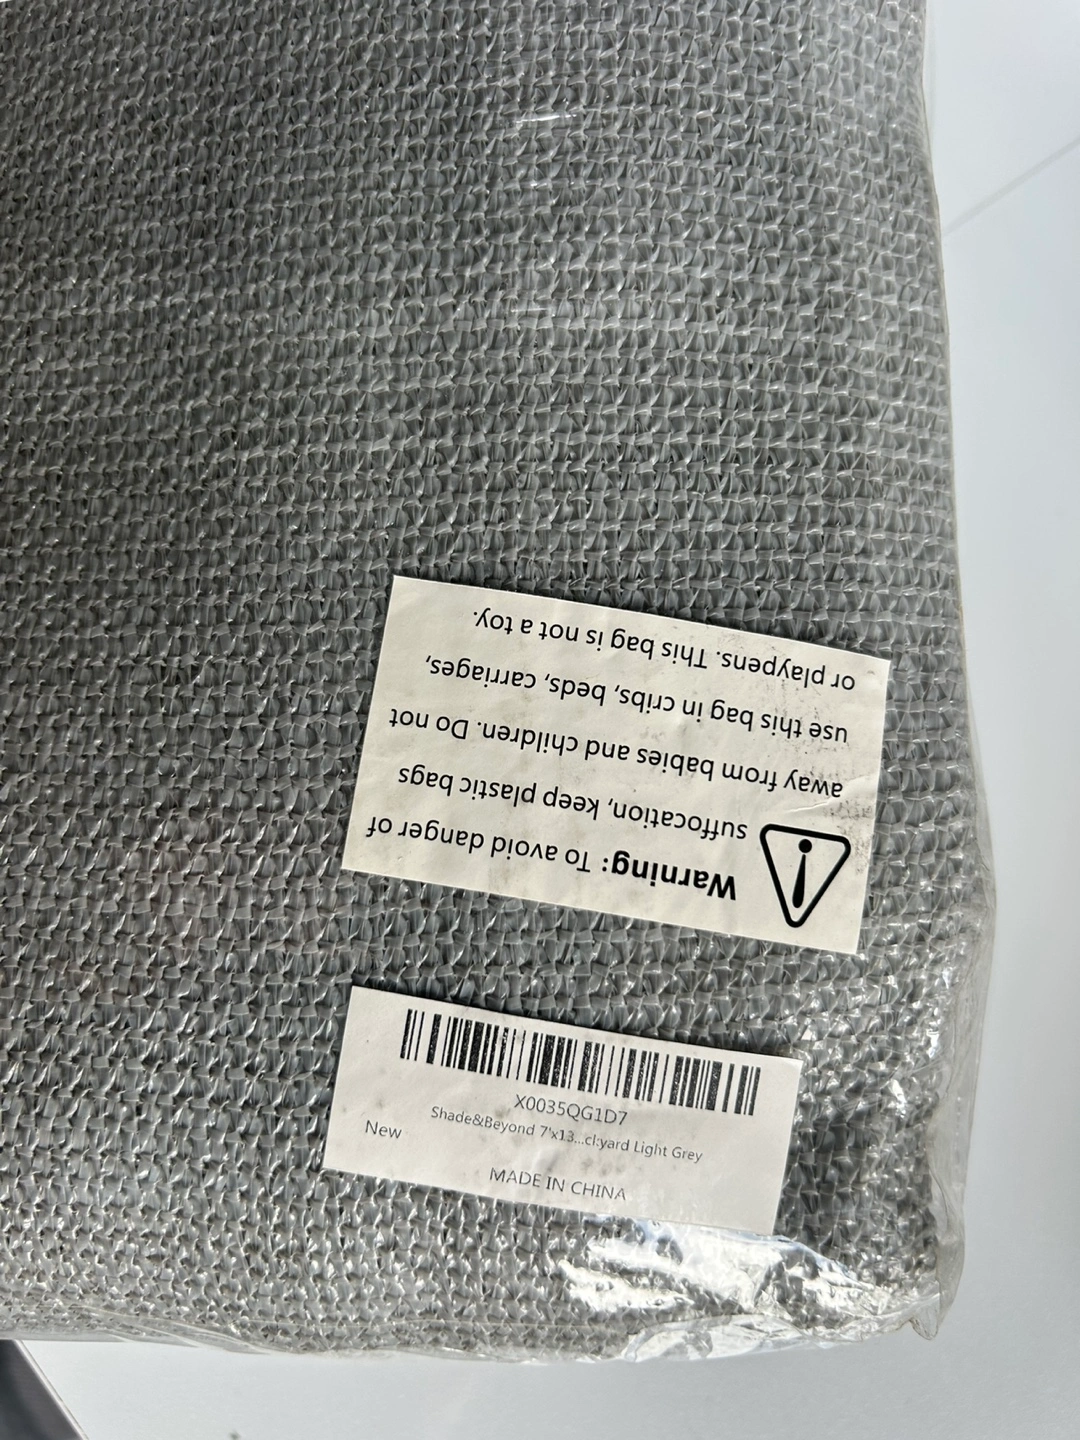 Warning: To avoid danger of
suffocation, keep plastic bags
away from babies and children. Do not
use this bag in cribs, beds, carriages,
or playpens. This bag is not a toy.
X0035QG1D7
Shade&Beyond 7'x13...cl:yard Light Grey
New
MADE IN CHINA